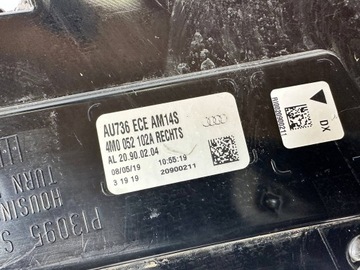 AU736 ECE AM14S
4M0 052 102A RECHTS
AL 20.90.02.04
08/05/19 10:55:19
3 19 19 20900211
DX
HOUSING
TURN
P13095 S